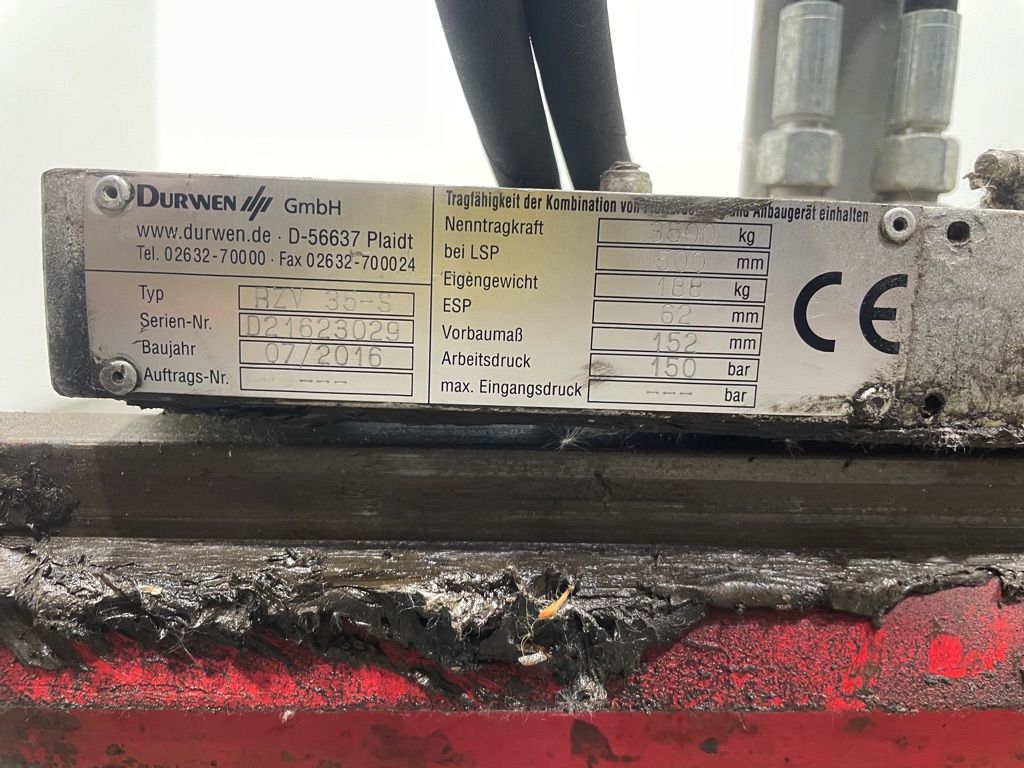 DURWEN GmbH
www.durwen.de · D-56637 Plaidt
Tel. 02632-70000 · Fax 02632-700024
Typ RZV 35-S
Serien-Nr. D21623029
Baujahr 07/2016
Auftrags-Nr. ---
Tragfähigkeit der Kombination von und Anbaugerät einhalten
Nenntragkraft 3500 kg
bei LSP 500 mm
Eigengewicht 188 kg
ESP 62 mm
Vorbaumaß 152 mm
Arbeitsdruck 150 bar
max. Eingangsdruck --- bar
CE